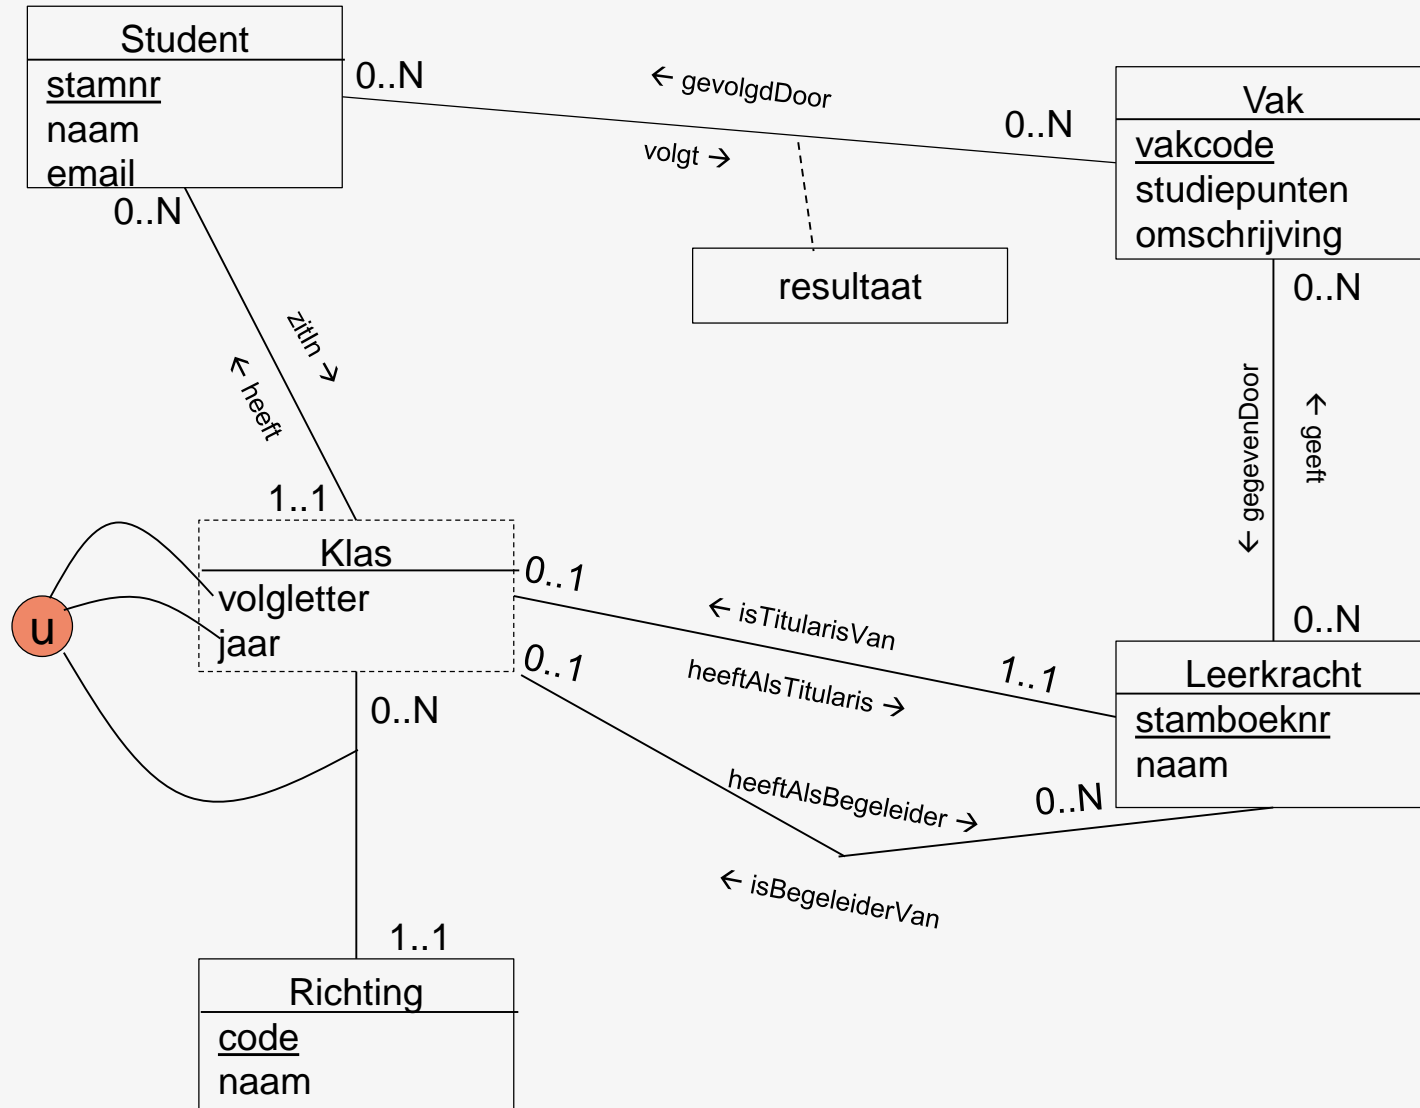 Student
stamnr
naam
email
0..N
← gevolgdDoor
volgt →
0..N
Vak
vakcode
studiepunten
omschrijving
resultaat
0..N
0..N
zitIn →
← heeft
← gegevenDoor
← geeft
1..1
Klas
volgletter
jaar
u
0..1
← isTitularisVan
heeftAlsTitularis →
1..1
0..N
Leerkracht
stamboeknr
naam
0..1
heeftAlsBegeleider →
0..N
← isBegeleiderVan
0..N
1..1
Richting
code
naam